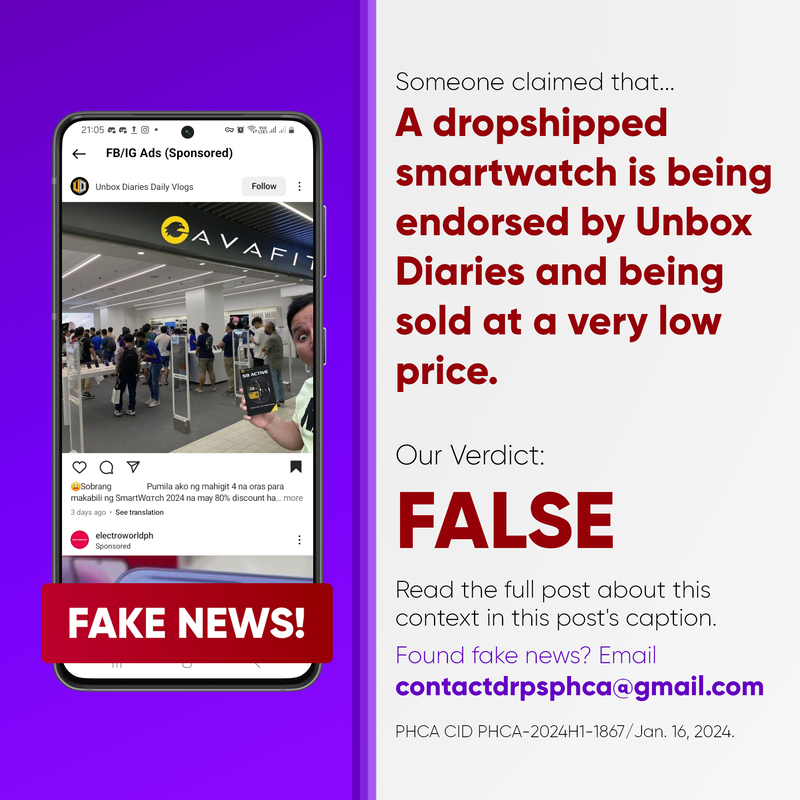 21:05
FB/IG Ads (Sponsored)
Unbox Diaries Daily Vlogs
Follow
AVAFIT
S9 ACTIVE
😩Sobrang Pumila ako ng mahigit 4 na oras para
makabili ng SmartWατch 2024 na may 80% discount ha... more
3 days ago • See translation
electroworldph
Sponsored
FAKE NEWS!
Someone claimed that...
A dropshipped
smartwatch is being
endorsed by Unbox
Diaries and being
sold at a very low
price.
Our Verdict:
FALSE
Read the full post about this
context in this post's caption.
Found fake news? Email
contactdrpsphca@gmail.com
PHCA CID PHCA-2024H1-1867/Jan. 16, 2024.